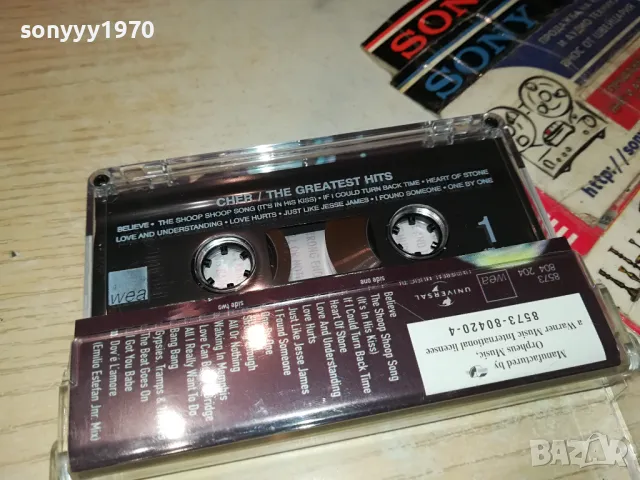 sonyyy1970
SONY
SONY
http://son
CHER / THE GREATEST HITS
BELIEVE • THE SHOOP SHOOP SONG (IT'S IN HIS KISS) • IF I COULD TURN BACK TIME • HEART OF STONE
LOVE AND UNDERSTANDING • LOVE HURTS • JUST LIKE JESSE JAMES • I FOUND SOMEONE • ONE BY ONE
1
wea
side one
Believe
The Shoop Shoop Song
(It's In His Kiss)
If I Could Turn Back Time
Heart Of Stone
Love And Understanding
Love Hurts
Just Like Jesse James
I Found Someone
By One
side two
Through
All Or Nothing
Walking In Memphis
Love Can
All I Really Want To Do
Bang Bang
Gypsies, Tramps &
The Beat Goes On
I Got You Babe
Dov'è L'amore
(Emilio Estefan Jnr. Mix)
UNIVERSAL
8573
804 204
wea
Manufactured by
Orpheus Music,
a Warner Music International
licensee
8573-80420-4
BAZAR